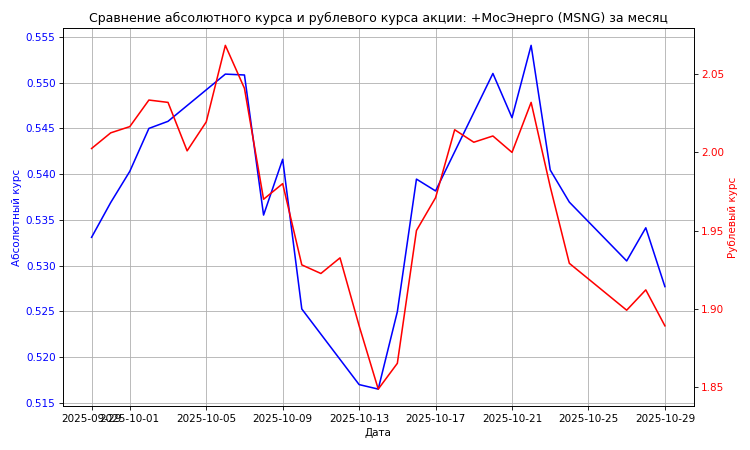 Сравнение абсолютного курса и рублевого курса акции: +МосЭнерго (MSNG) за месяц
0.555
0.550
0.545
0.540
0.535
0.530
0.525
0.520
0.515
Абсолютный курс
2.05
2.00
1.95
1.90
1.85
Рублевый курс
2025-09-29 2025-10-01 2025-10-05 2025-10-09 2025-10-13 2025-10-17 2025-10-21 2025-10-25 2025-10-29
Дата